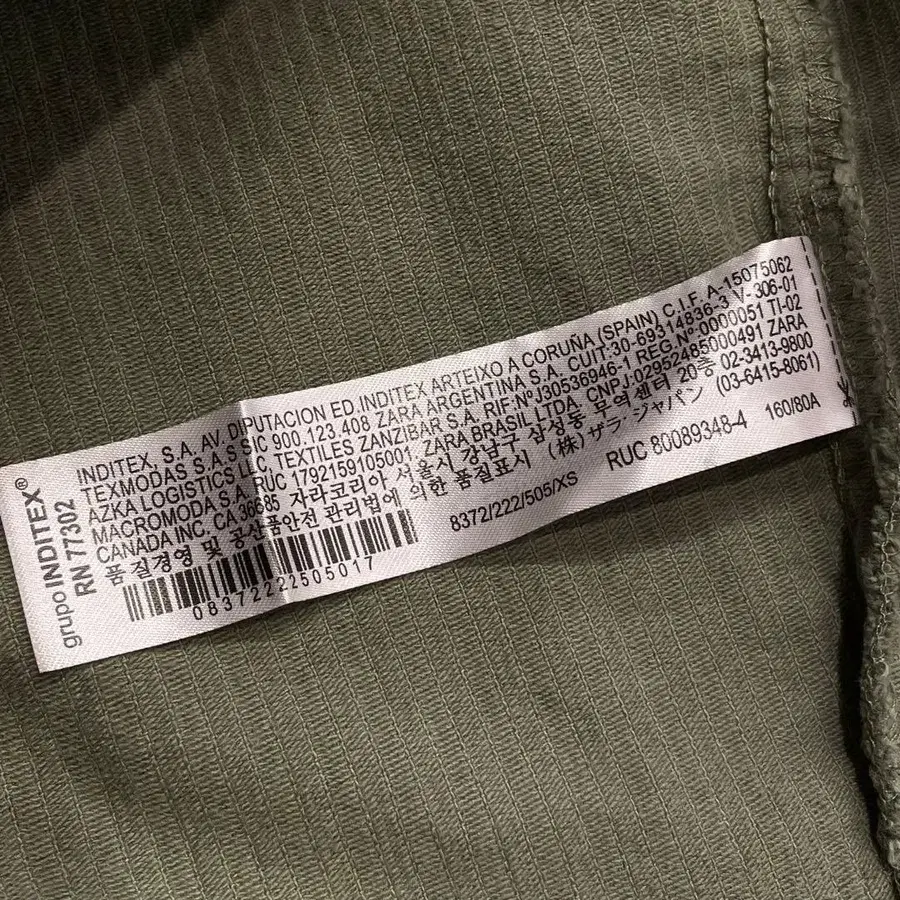 grupo INDITEX®
RN 77302
INDITEX, S.A. AV. DIPUTACION ED. INDITEX ARTEIXO A CORUÑA (SPAIN) C.I.F. A-15075062
TEXMODAS S.A.S SIC 900.123.408 ZARA ARGENTINA S.A. CUIT:30-69314836-3 V-306-01
AZKA LOGISTICS LLC TEXTILES ZANZIBAR S.A. RIF.NºJ30536946-1 REG.Nº-0000051 TI-02
MACROMODA S.A. RUC 1792159105001 ZARA BRASIL LTDA. CNPJ:02952485000491 ZARA
CANADA INC. CA 36685 자라코리아 서울시 강남구 삼성동 무역센터 20층 02-3413-9800
품질경영 및 공산품안전 관리법에 의한 품질표시 (株) ザラ・ジャパン (03-6415-8061)
08372222505017
8372/222/505/XS
RUC 80089348-4
160/80A